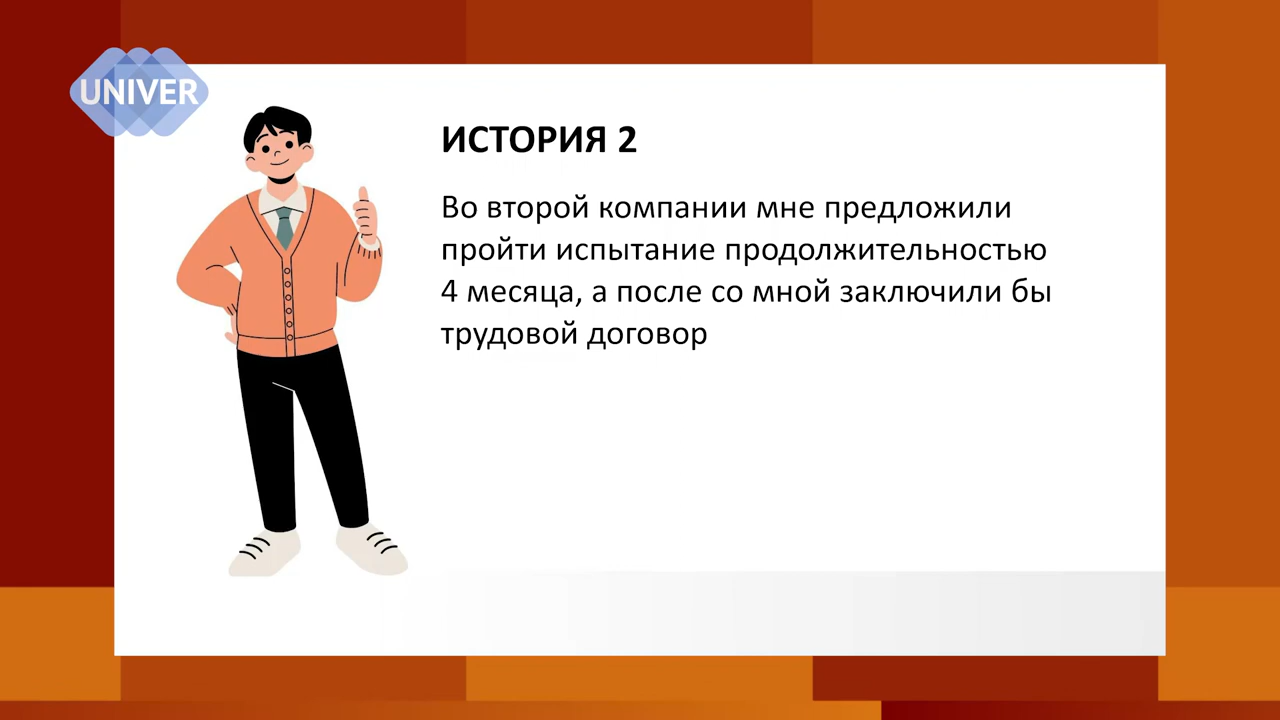 UNIVER
ИСТОРИЯ 2
Во второй компании мне предложили
пройти испытание продолжительностью
4 месяца, а после со мной заключили бы
трудовой договор